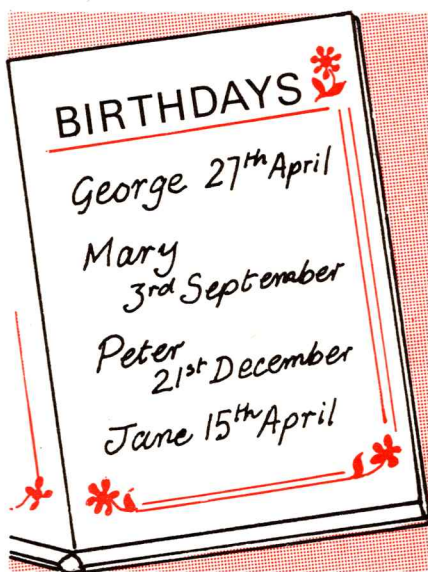 BIRTHDAYS
George 27th April
Mary
3rd September
Peter
21st December
Jane 15th April